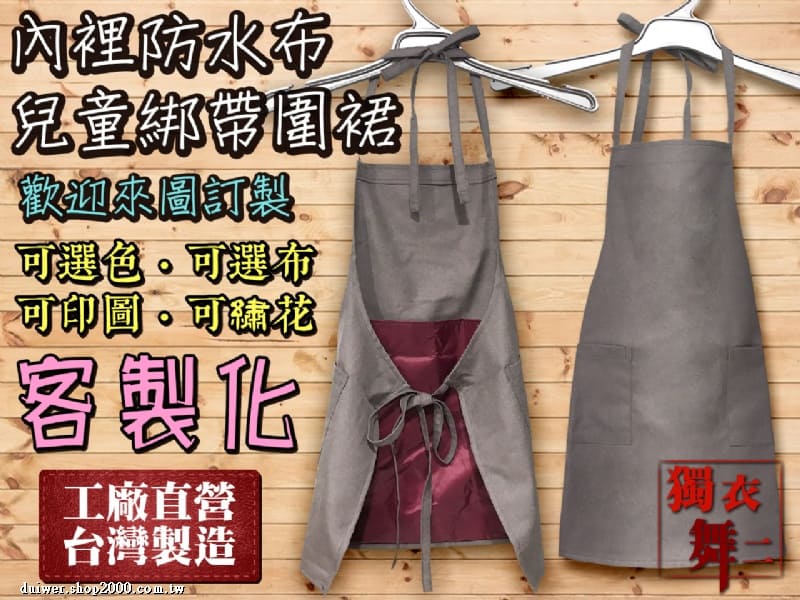 內裡防水布
兒童綁帶圍裙
歡迎來圖訂製
可選色・可選布
可印圖・可繡花
客製化
工廠直營
台灣製造
獨衣
舞二
duiwer.shop2000.com.tw